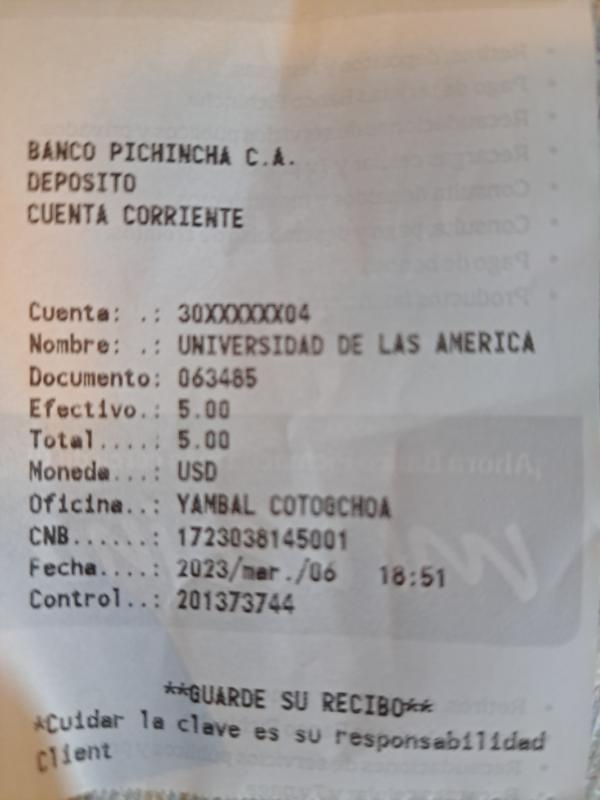 BANCO PICHINCHA C.A.
DEPOSITO
CUENTA CORRIENTE
Cuenta: .: 30XXXXXX04
Nombre: .: UNIVERSIDAD DE LAS AMERICA
Documento: 063485
Efectivo.: 5.00
Total....: 5.00
Moneda...: USD
Oficina..: YAMBAL COTOGCHOA
CNB......: 1723038145001
Fecha....: 2023/mar./06 18:51
Control..: 201373744
**GUARDE SU RECIBO**
*Cuidar la clave es su responsabilidad
Client